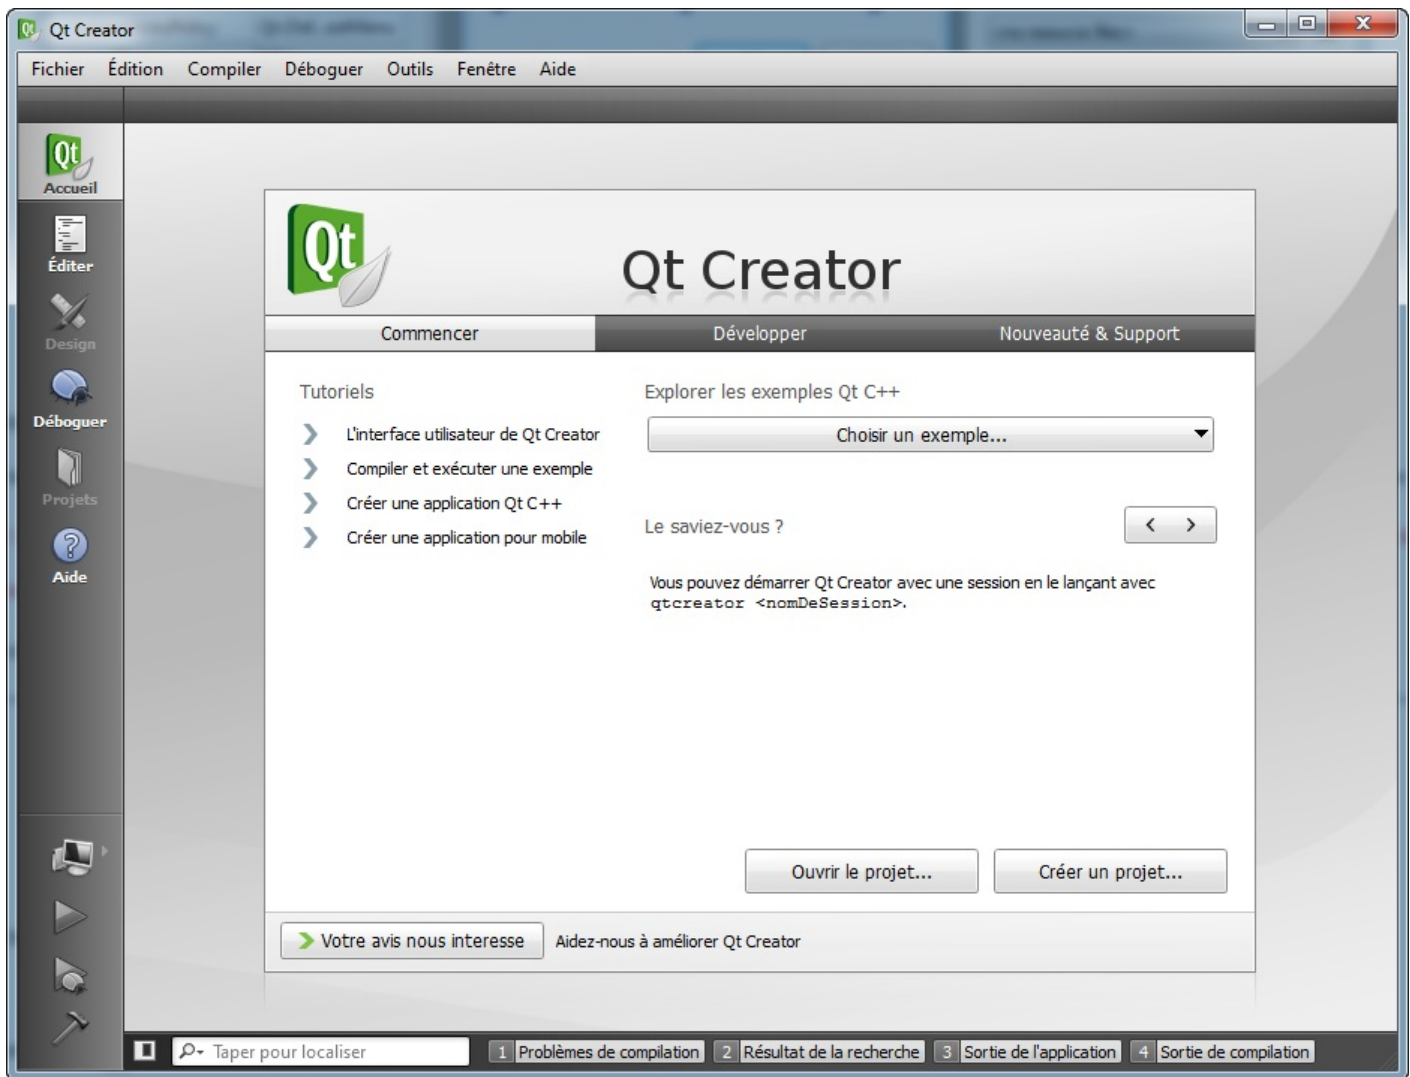 Qt Creator
Fichier Édition Compiler Déboguer Outils Fenêtre Aide
Qt
Accueil
Éditer
Design
Déboguer
Projets
Aide
Qt
Qt Creator
Commencer Développer Nouveauté & Support
Tutoriels
L'interface utilisateur de Qt Creator
Compiler et exécuter une exemple
Créer une application Qt C++
Créer une application pour mobile
Explorer les exemples Qt C++
Choisir un exemple...
Le saviez-vous ?
Vous pouvez démarrer Qt Creator avec une session en le lançant avec
qtcreator <nomDeSession>.
Ouvrir le projet... Créer un projet...
Votre avis nous interesse Aidez-nous à améliorer Qt Creator
Taper pour localiser 1 Problèmes de compilation 2 Résultat de la recherche 3 Sortie de l'application 4 Sortie de compilation